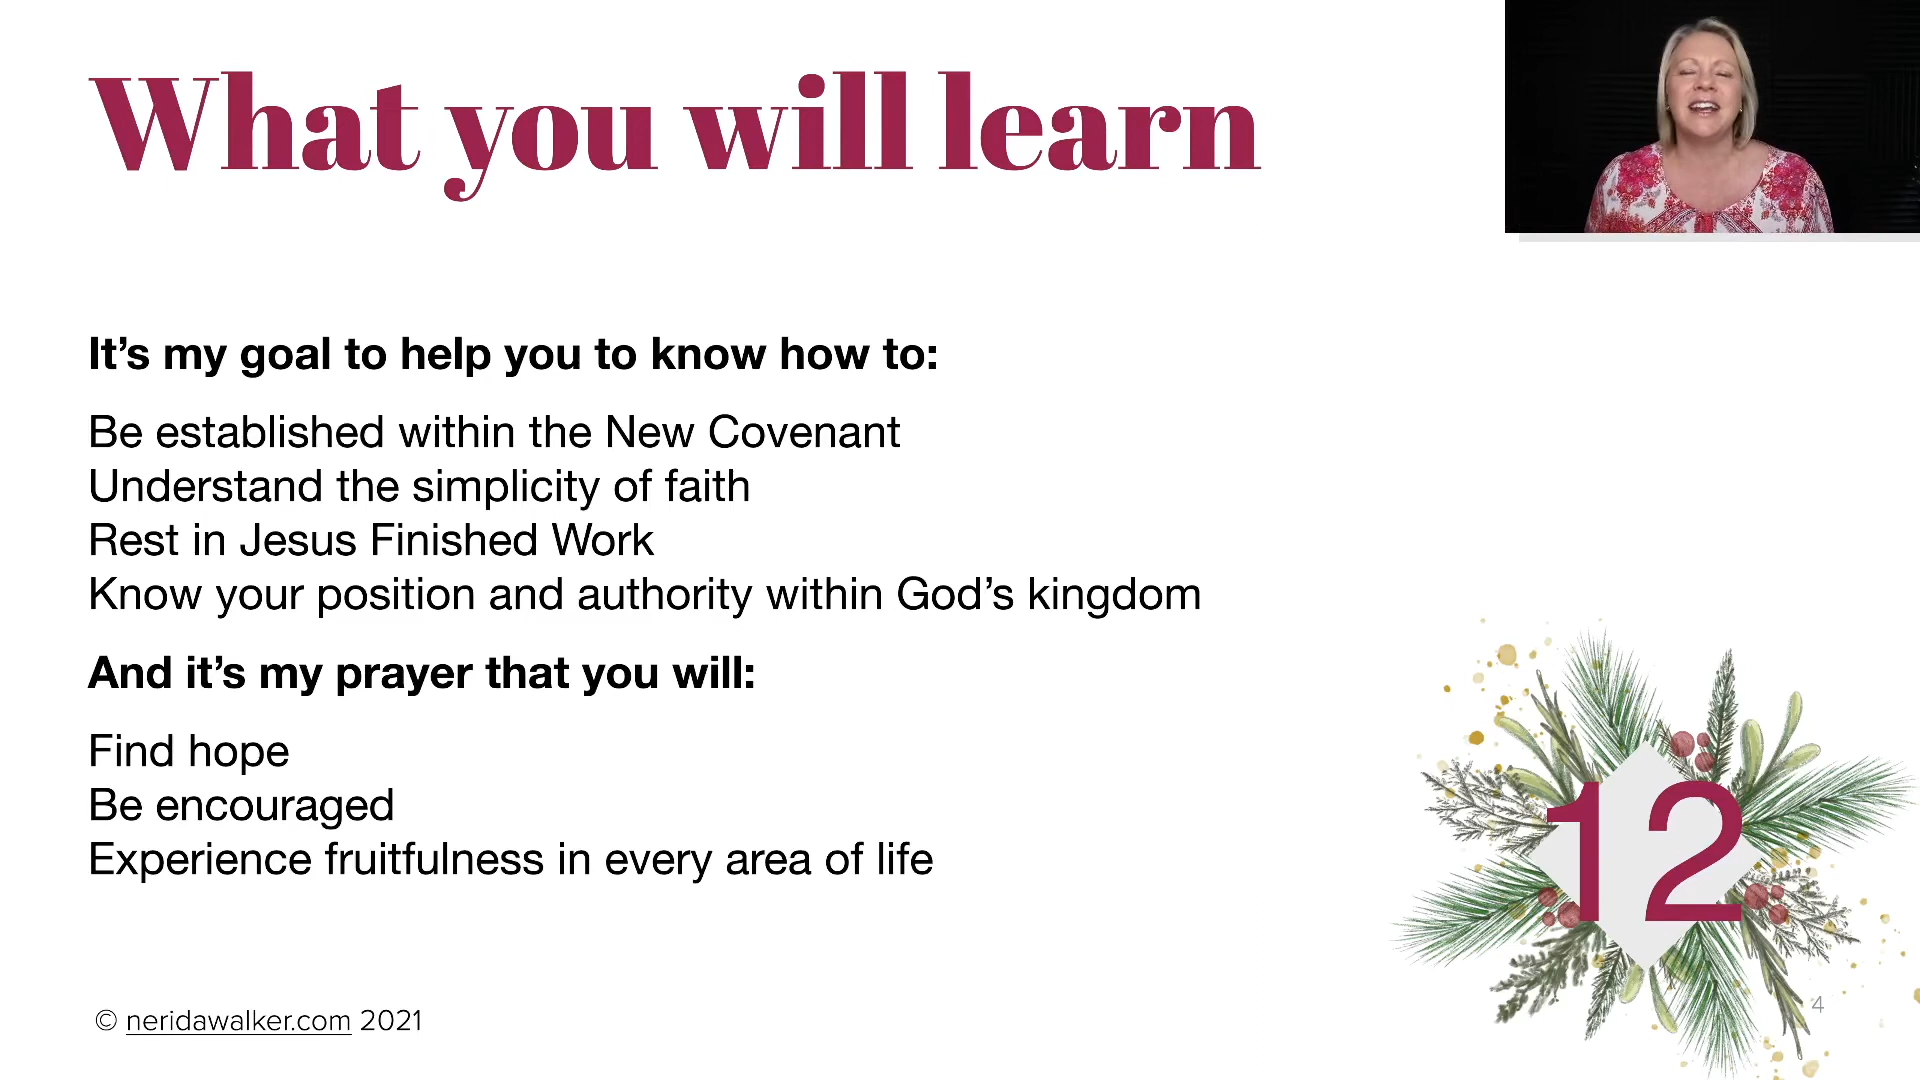 What you will learn
It's my goal to help you to know how to:
Be established within the New Covenant
Understand the simplicity of faith
Rest in Jesus Finished Work
Know your position and authority within God's kingdom
And it's my prayer that you will:
Find hope
Be encouraged
Experience fruitfulness in every area of life
12
4
© neridawalker.com 2021